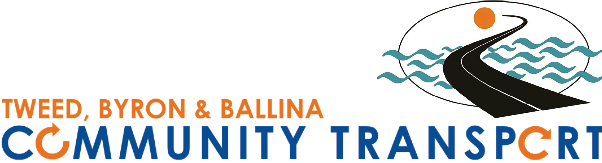 TWEED, BYRON & BALLINA
COMMUNITY TRANSPORT